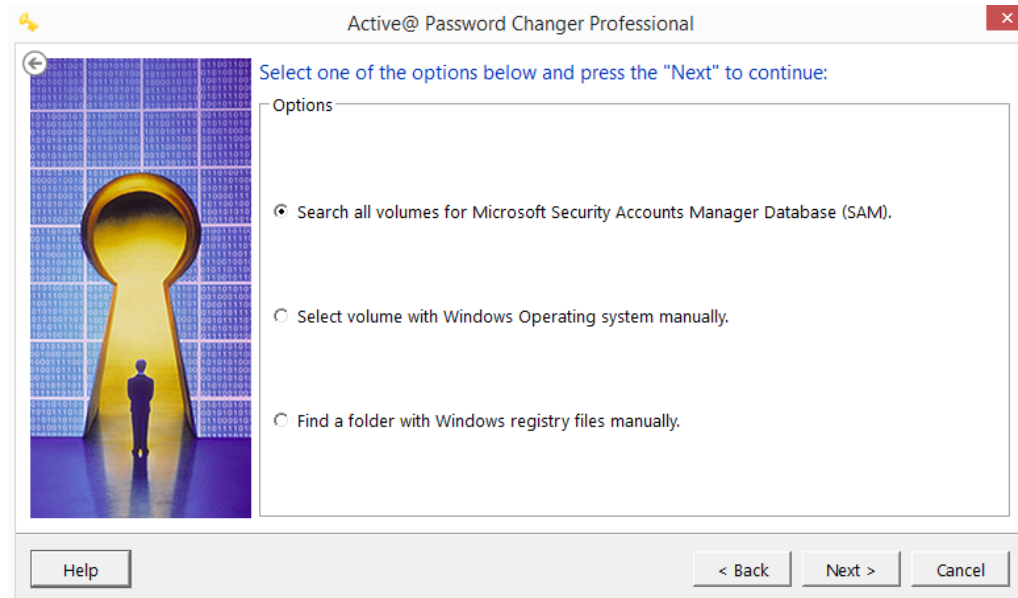 Active@ Password Changer Professional
Select one of the options below and press the "Next" to continue:
Options
Search all volumes for Microsoft Security Accounts Manager Database (SAM).
Select volume with Windows Operating system manually.
Find a folder with Windows registry files manually.
Help
< Back
Next >
Cancel